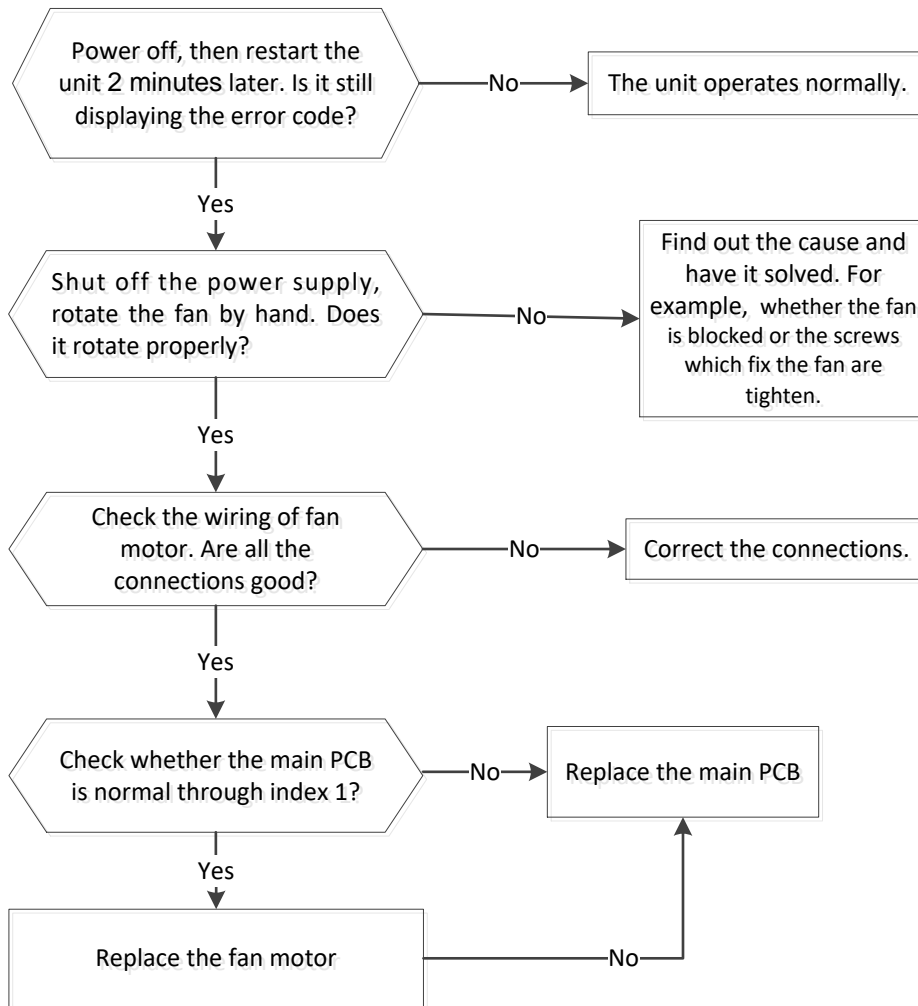 Power off, then restart the
unit 2 minutes later. Is it still
displaying the error code?
No
The unit operates normally.
Yes
Shut off the power supply,
rotate the fan by hand. Does
it rotate properly?
No
Find out the cause and
have it solved. For
example, whether the fan
is blocked or the screws
which fix the fan are
tighten.
Yes
Check the wiring of fan
motor. Are all the
connections good?
No
Correct the connections.
Yes
Check whether the main PCB
is normal through index 1?
No
Replace the main PCB
Yes
Replace the fan motor
No